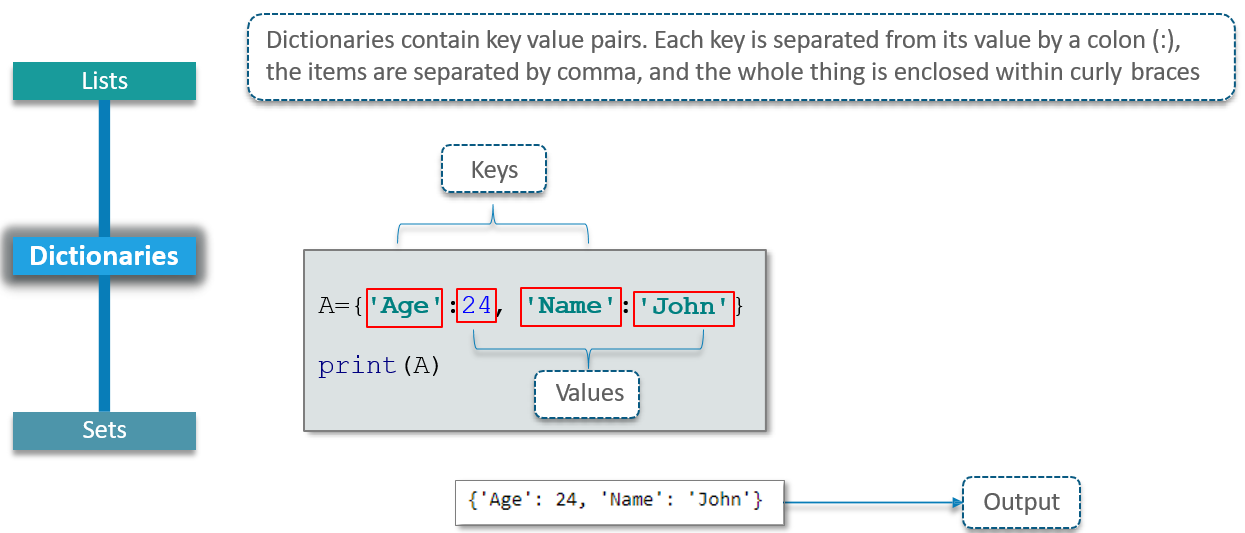 Dictionaries contain key value pairs. Each key is separated from its value by a colon (:),
the items are separated by comma, and the whole thing is enclosed within curly braces
Lists
Dictionaries
Sets
Keys
A={'Age':24, 'Name':'John'}
print(A)
Values
{'Age': 24, 'Name': 'John'}
Output